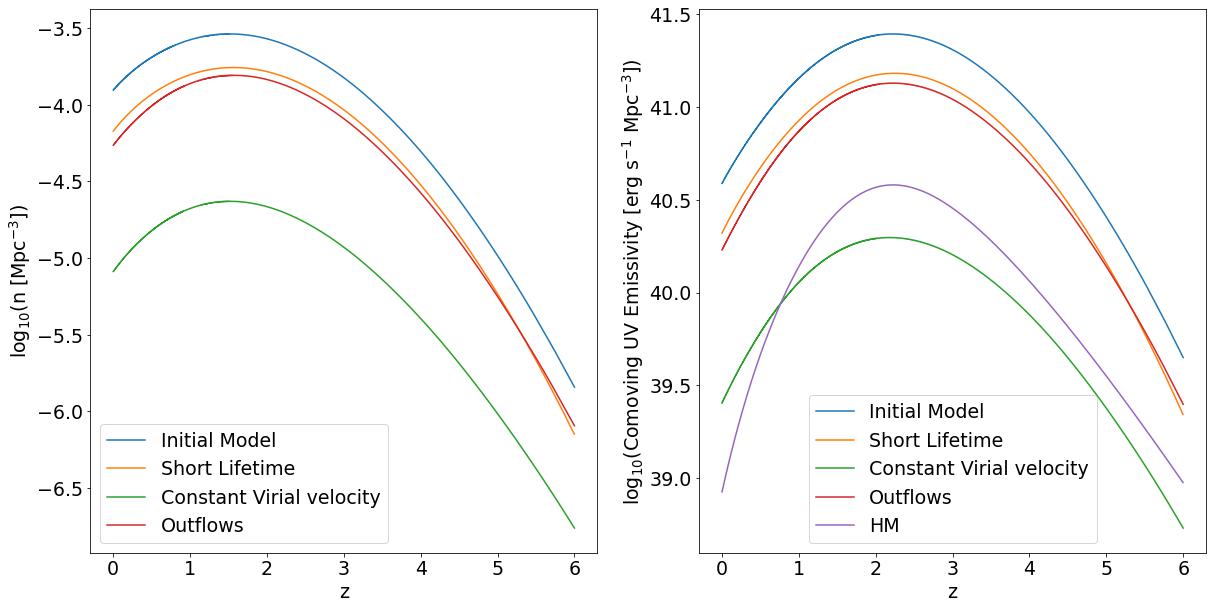 log₁₀(n [Mpc⁻³])
−3.5
−4.0
−4.5
−5.0
−5.5
−6.0
−6.5
Initial Model
Short Lifetime
Constant Virial velocity
Outflows
0 1 2 3 4 5 6
z
log₁₀(Comoving UV Emissivity [erg s⁻¹ Mpc⁻³])
41.5
41.0
40.5
40.0
39.5
39.0
Initial Model
Short Lifetime
Constant Virial velocity
Outflows
HM
0 1 2 3 4 5 6
z